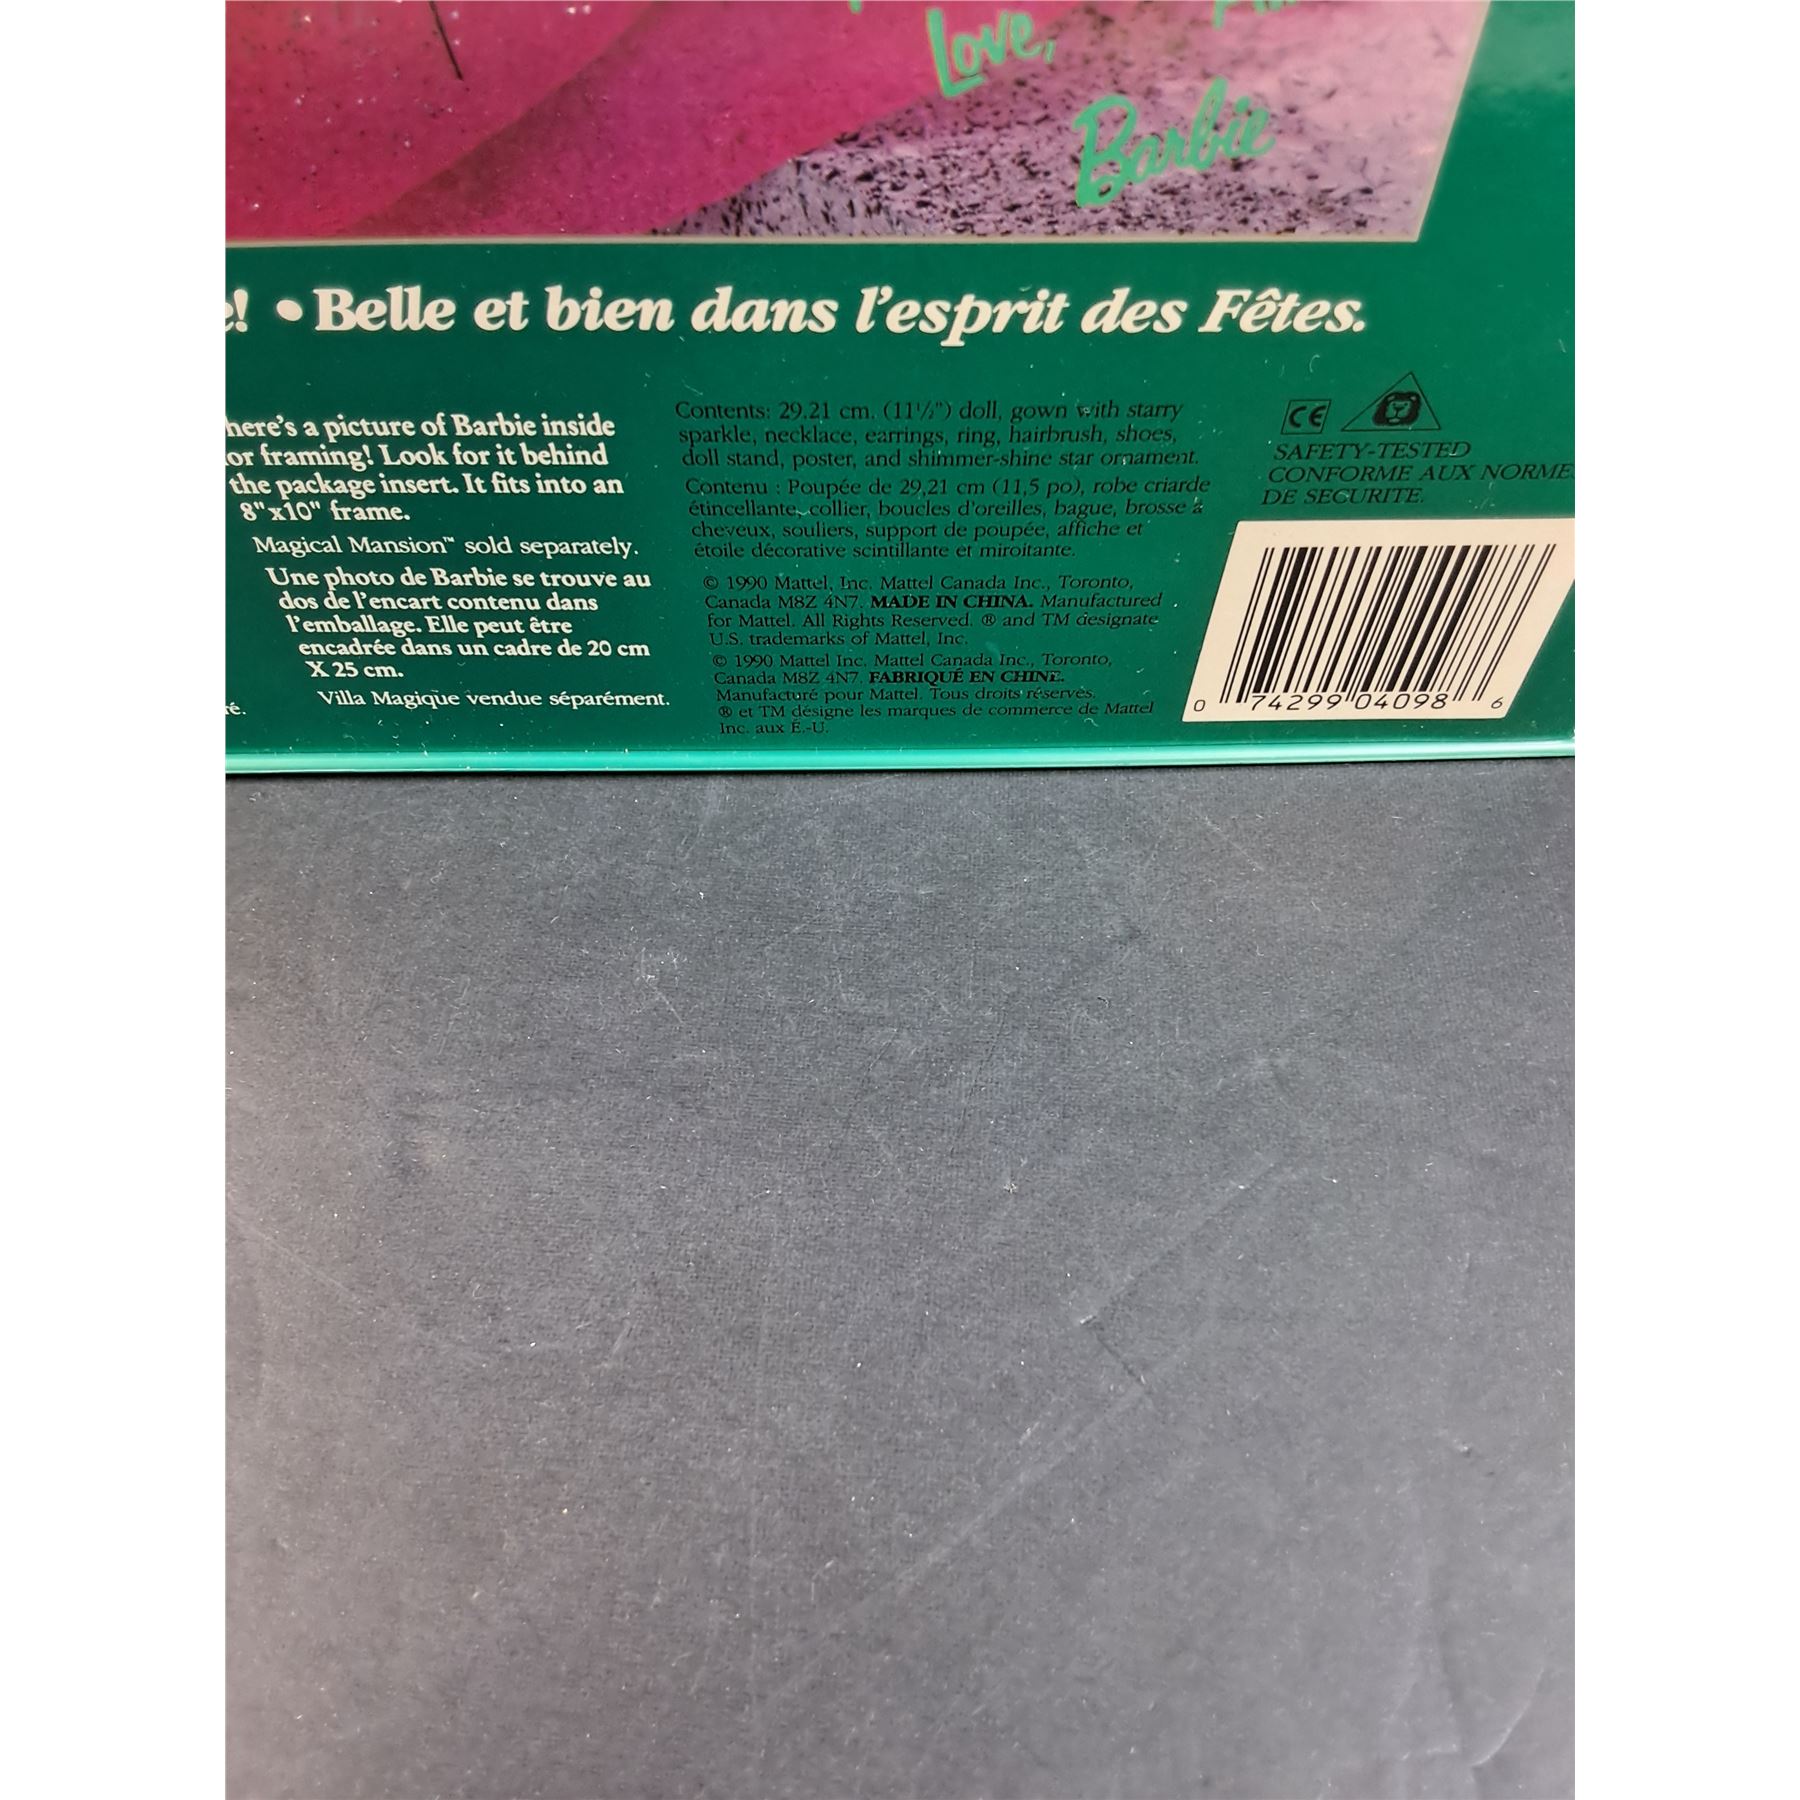 Love,
Barbie
! • Belle et bien dans l'esprit des Fêtes.
here's a picture of Barbie inside
or framing! Look for it behind
the package insert. It fits into an
8"x10" frame.
Magical Mansion™ sold separately.
Une photo de Barbie se trouve au
dos de l'encart contenu dans
l'emballage. Elle peut être
encadrée dans un cadre de 20 cm
X 25 cm.
Villa Magique vendue séparément.
ré.
Contents: 29.21 cm. (11½") doll, gown with starry
sparkle, necklace, earrings, ring, hairbrush, shoes,
doll stand, poster, and shimmer-shine star ornament.
Contenu : Poupée de 29,21 cm (11,5 po), robe criarde
étincellante, collier, boucles d'oreilles, bague, brosse à
cheveux, souliers, support de poupée, affiche et
étoile décorative scintillante et miroitante.
© 1990 Mattel, Inc. Mattel Canada Inc., Toronto,
Canada M8Z 4N7. MADE IN CHINA. Manufactured
for Mattel. All Rights Reserved. ® and TM designate
U.S. trademarks of Mattel, Inc.
© 1990 Mattel Inc. Mattel Canada Inc., Toronto,
Canada M8Z 4N7. FABRIQUÉ EN CHINE.
Manufacturé pour Mattel. Tous droits réservés.
® et TM désigne les marques de commerce de Mattel
Inc. aux É.-U.
CE
SAFETY-TESTED
CONFORME AUX NORME
DE SECURITE.
0 74299 04098 6